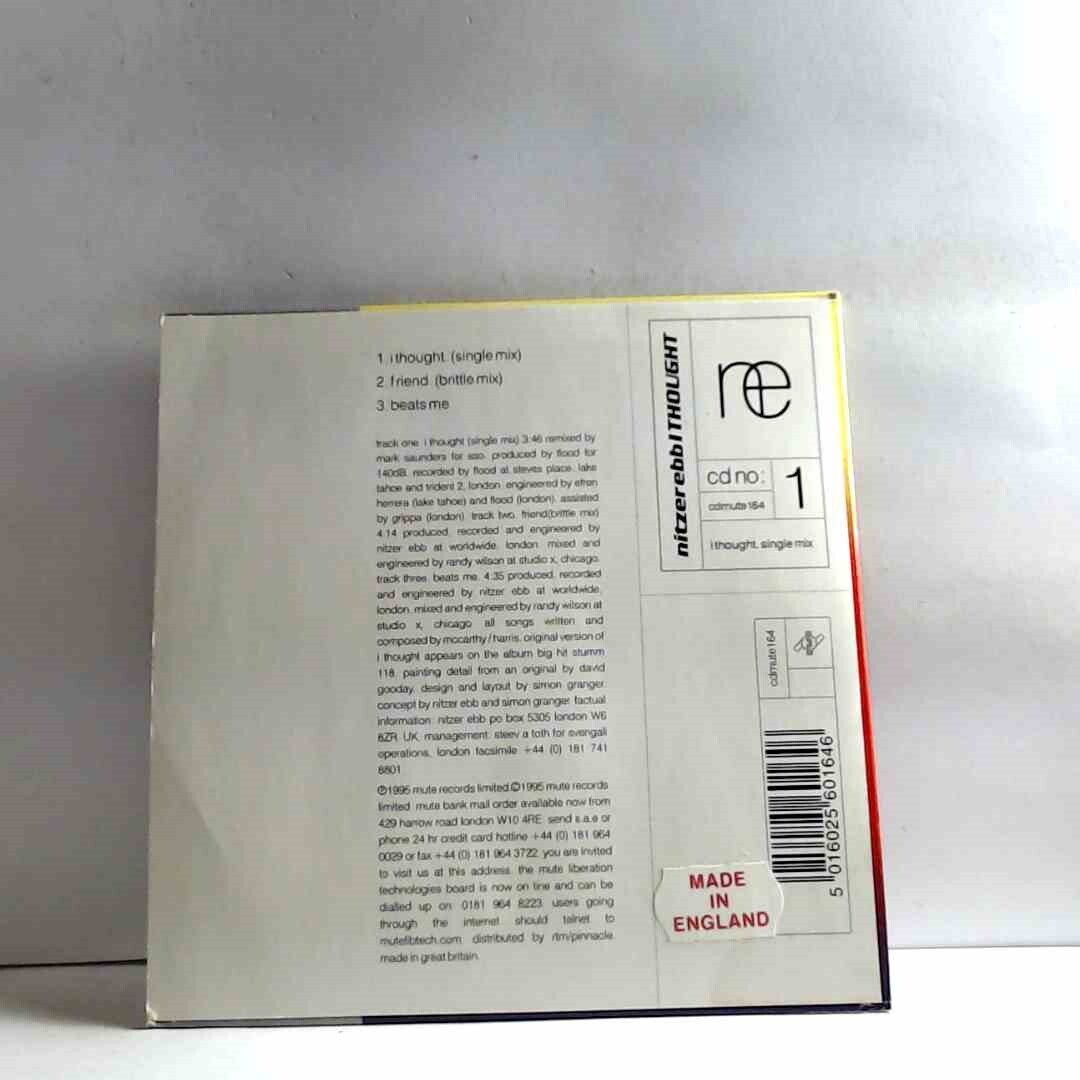 1. i thought. (single mix)
2. friend. (brittle mix)
3. beats me
track one. i thought (single mix) 3:46 remixed by
mark saunders for sso. produced by flood for
140dB. recorded by flood at steves place. lake
tahoe and trident 2, london. engineered by efren
herrera (lake tahoe) and flood (london). assisted
by grippa (london). track two. friend(brittle mix)
4.14 produced. recorded and engineered by
nitzer ebb at worldwide. london. mixed and
engineered by randy wilson at studio x, chicago.
track three. beats me. 4:35 produced. recorded
and engineered by nitzer ebb at worldwide.
london. mixed and engineered by randy wilson at
studio x, chicago. all songs written and
composed by mccarthy / harris. original version of
i thought appears on the album big hit stumm
118. painting detail from an original by david
gooday. design and layout by simon granger.
concept by nitzer ebb and simon granger. factual
information: nitzer ebb po box 5305 london W6
8ZR. UK. management: steev a toth for svengali
operations, london facsimile +44 (0) 181 741
8801
℗1995 mute records limited.©1995 mute records
limited. mute bank mail order available now from
429 harrow road london W10 4RE. send s.a.e or
phone 24 hr credit card hotline +44 (0) 181 964
0029 or fax +44 (0) 181 964 3722. you are invited
to visit us at this address. the mute liberation
technologies board is now on line and can be
dialled up on 0181 964 8223. users going
through the internet should telnet to
mutelibtech.com. distributed by rtm/pinnacle.
made in great britain.
nitzerebbITHOUGHT
ne
cd no:
1
cdmute 164
i thought. single mix
cdmute164
5 016025 601646
MADE
IN
ENGLAND